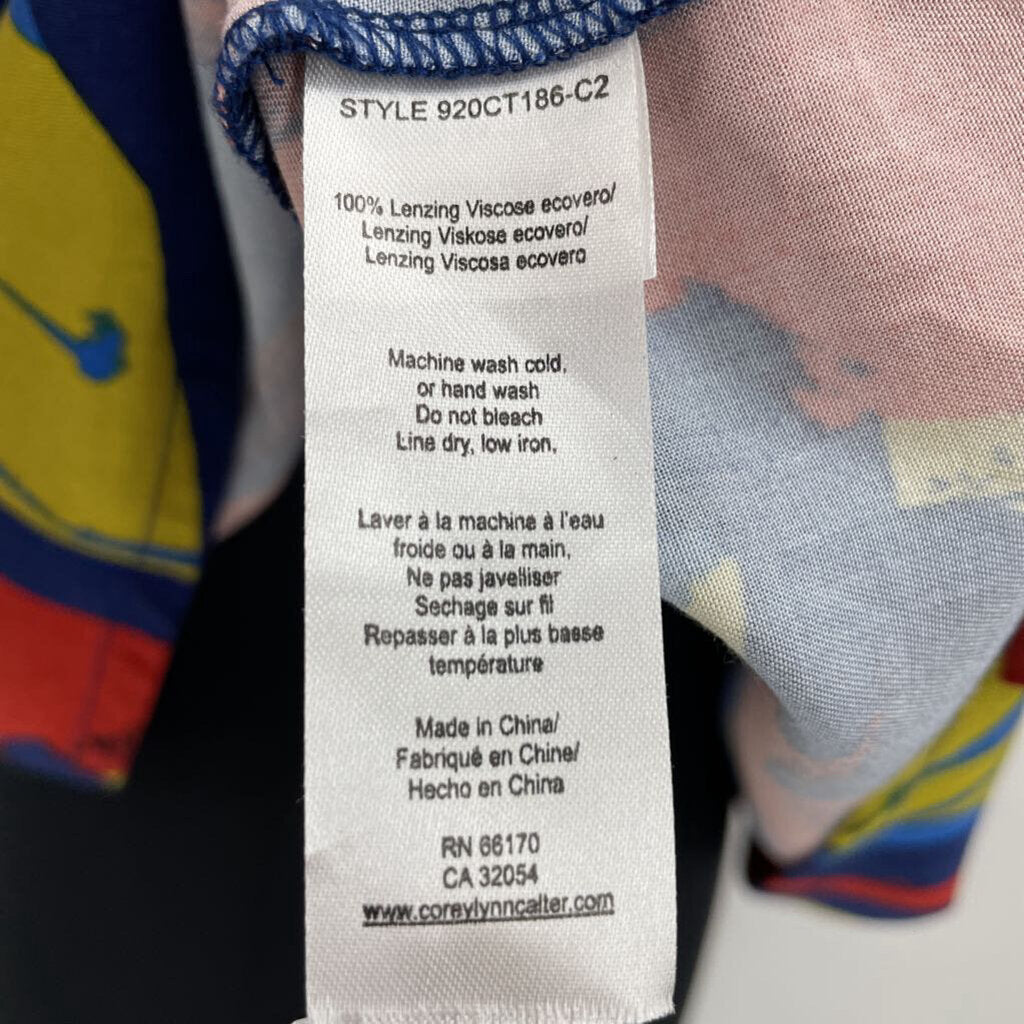 STYLE 920CT186-C2
100% Lenzing Viscose ecovero/
Lenzing Viskose ecovero/
Lenzing Viscosa ecovero
Machine wash cold,
or hand wash
Do not bleach
Line dry, low iron,
Laver à la machine à l'eau
froide ou à la main,
Ne pas javelliser
Sechage sur fil
Repasser à la plus basse
température
Made in China/
Fabriqué en Chine/
Hecho en China
RN 66170
CA 32054
www.coreylynncalter.com